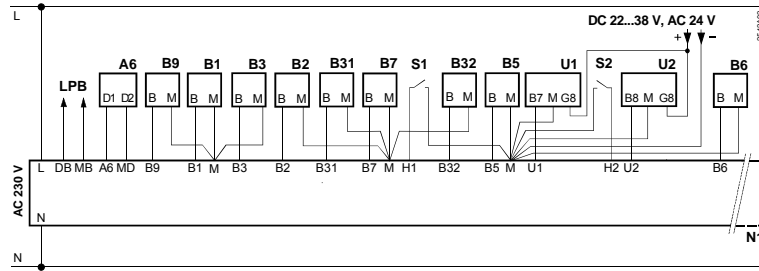 L
DC 22...38 V, AC 24 V
+ –
LPB A6 B9 B1 B3 B2 B31 B7 S1 B32 B5 U1 S2 U2 B6
D1 D2 B M B M B M B M B M B M B M B M B7 M G8 B8 M G8 B M
L DB MB A6 MD B9 B1 M B3 B2 B31 B7 M H1 B32 B5 M U1 H2 U2 B6
AC 230 V
N
N